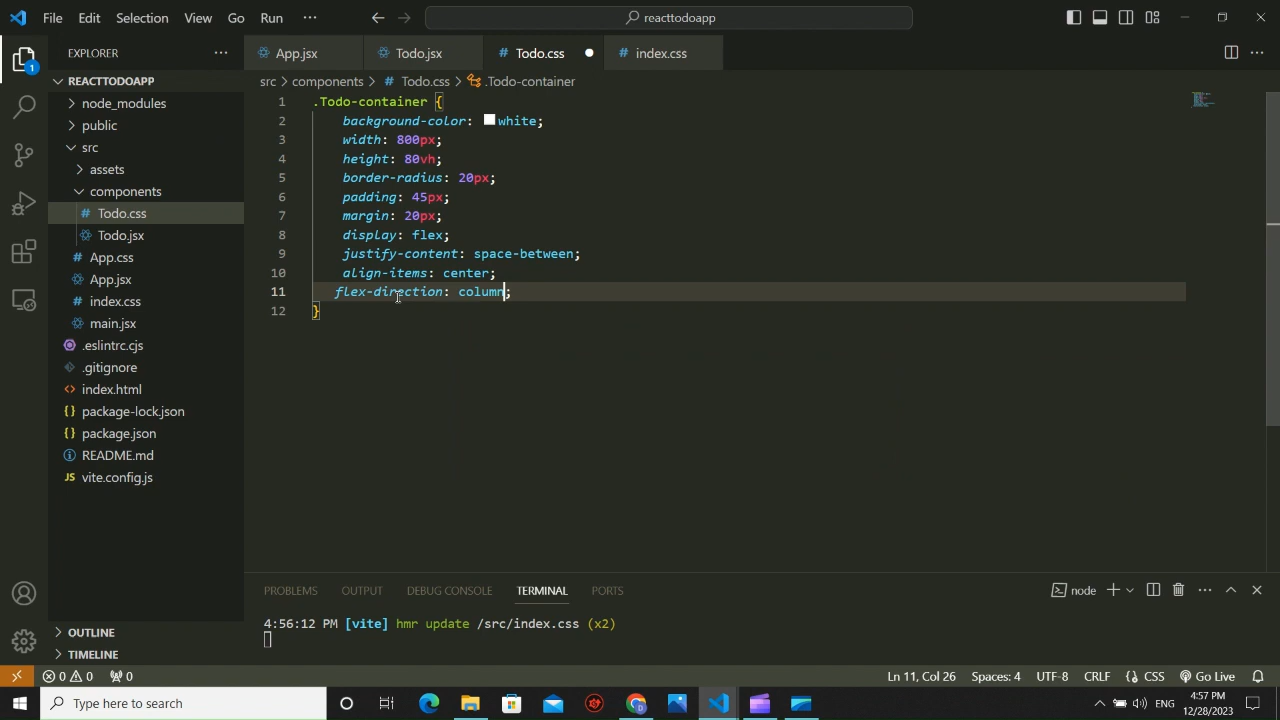 File Edit Selection View Go Run ··· reacttodoapp
EXPLORER ···
App.jsx Todo.jsx Todo.css index.css
REACTTODOAPP
src > components > # Todo.css > .Todo-container
node_modules
public
src
assets
components
# Todo.css
Todo.jsx
# App.css
App.jsx
# index.css
main.jsx
.eslintrc.cjs
.gitignore
<> index.html
{} package-lock.json
{} package.json
README.md
JS vite.config.js
OUTLINE
TIMELINE
1 .Todo-container {
2 background-color: white;
3 width: 800px;
4 height: 80vh;
5 border-radius: 20px;
6 padding: 45px;
7 margin: 20px;
8 display: flex;
9 justify-content: space-between;
10 align-items: center;
11 flex-direction: column;
12 }
PROBLEMS OUTPUT DEBUG CONSOLE TERMINAL PORTS node
4:56:12 PM [vite] hmr update /src/index.css (x2)
0 0 0 Ln 11, Col 26 Spaces: 4 UTF-8 CRLF {} CSS Go Live
Type here to search
ENG
4:57 PM
12/28/2023
1